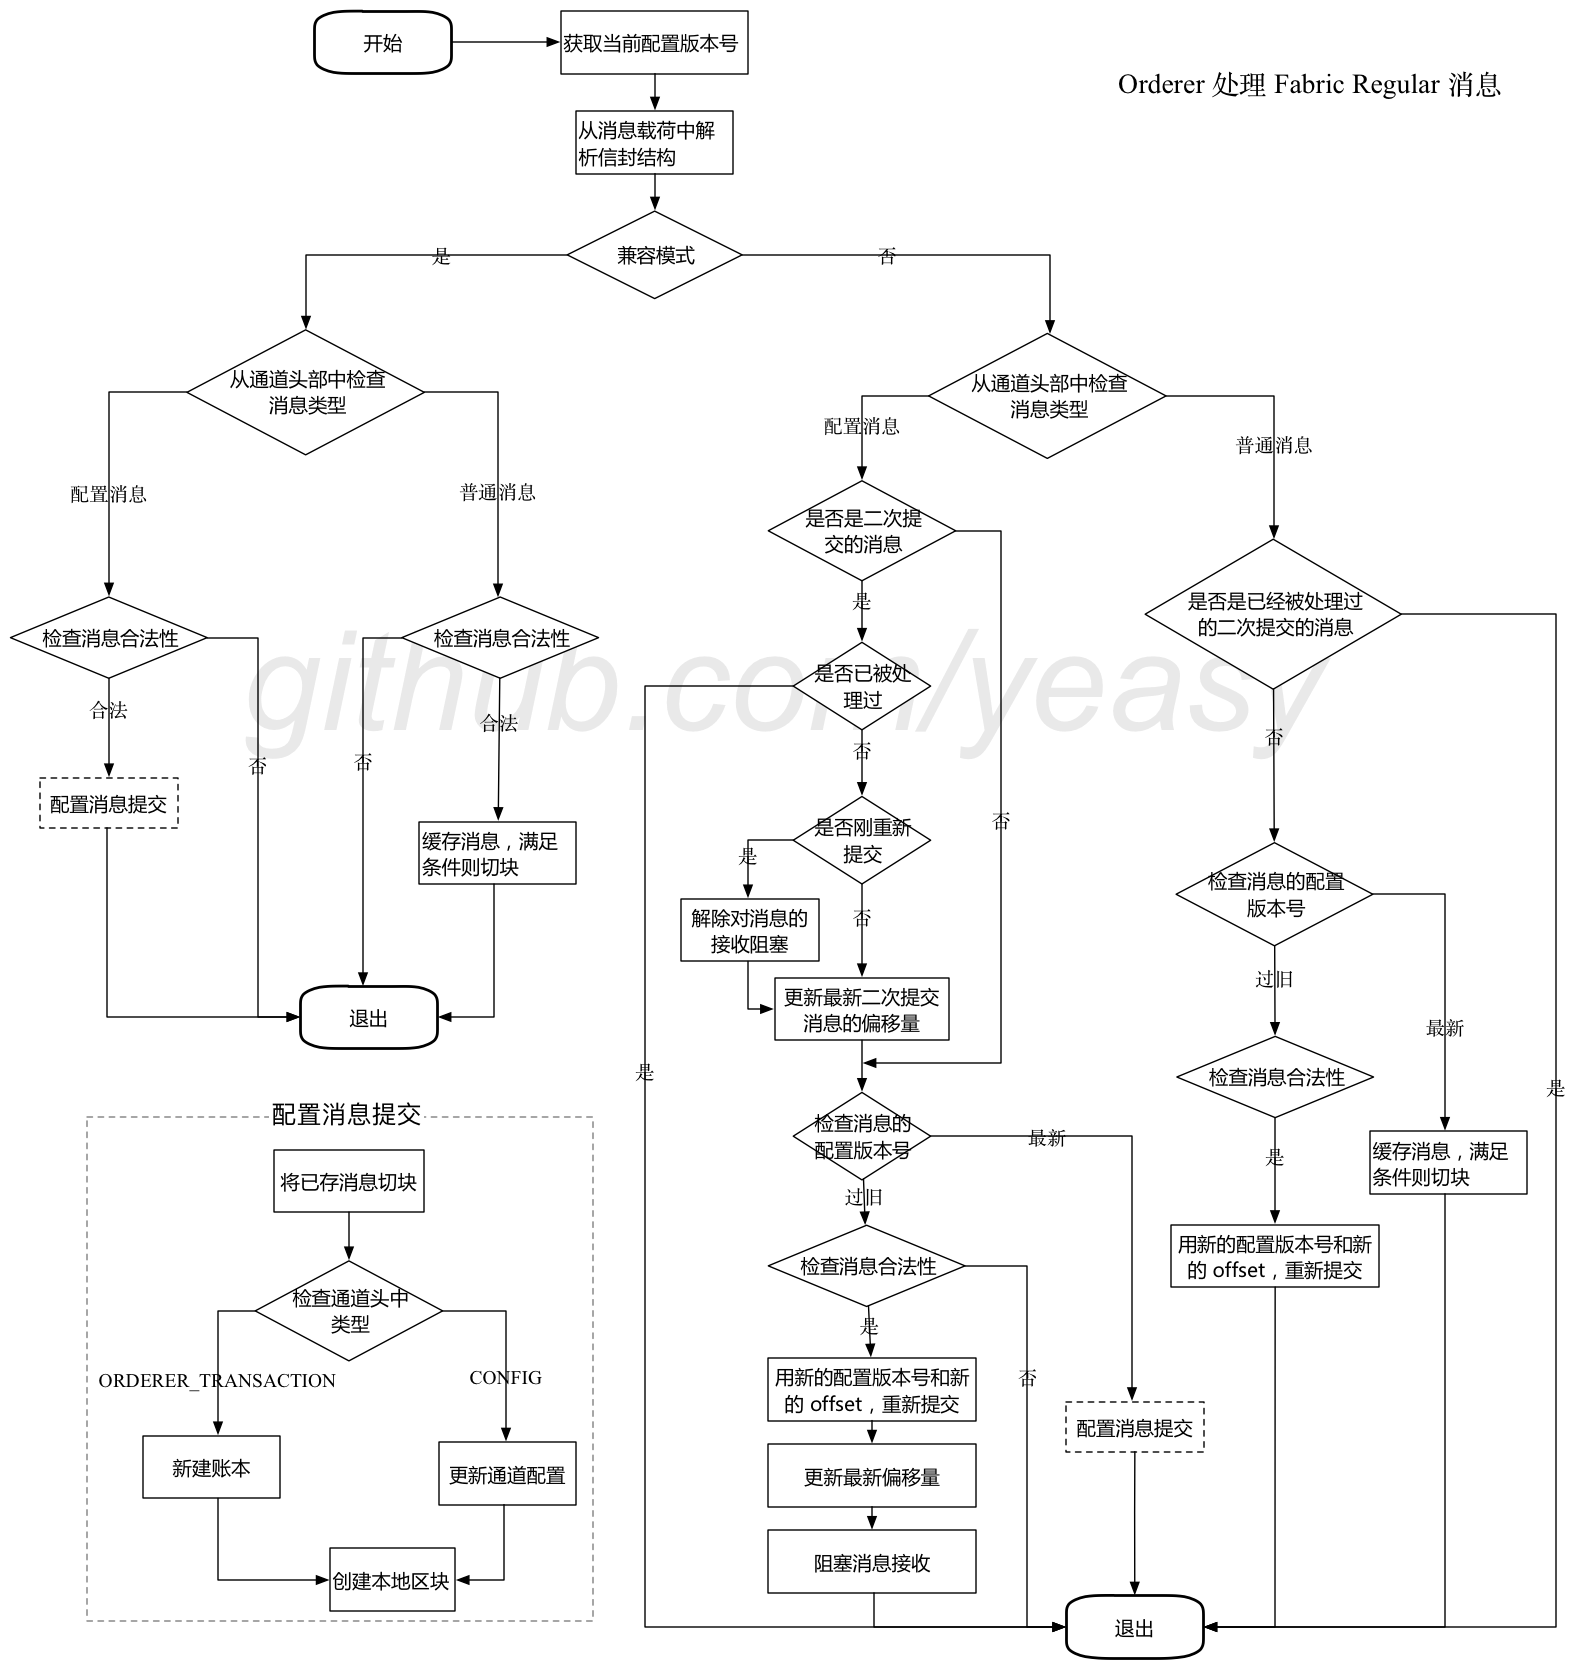 开始
获取当前配置版本号
Orderer 处理 Fabric Regular 消息
从消息载荷中解
析信封结构
兼容模式
是
否
从通道头部中检查
消息类型
配置消息
普通消息
检查消息合法性
合法
否
配置消息提交
检查消息合法性
否
合法
缓存消息，满足
条件则切块
退出
从通道头部中检查
消息类型
配置消息
普通消息
是否是二次提
交的消息
是
否
是否已被处
理过
是
否
是否刚重新
提交
是
否
解除对消息的
接收阻塞
更新最新二次提交
消息的偏移量
检查消息的
配置版本号
最新
过旧
检查消息合法性
是
否
用新的配置版本号和新
的 offset，重新提交
更新最新偏移量
阻塞消息接收
配置消息提交
是否是已经被处理过
的二次提交的消息
否
是
检查消息的配置
版本号
过旧
最新
检查消息合法性
是
缓存消息，满足
条件则切块
用新的配置版本号和新
的 offset，重新提交
退出
配置消息提交
将已存消息切块
检查通道头中
类型
ORDERER_TRANSACTION
CONFIG
新建账本
更新通道配置
创建本地区块
github.com/yeasy